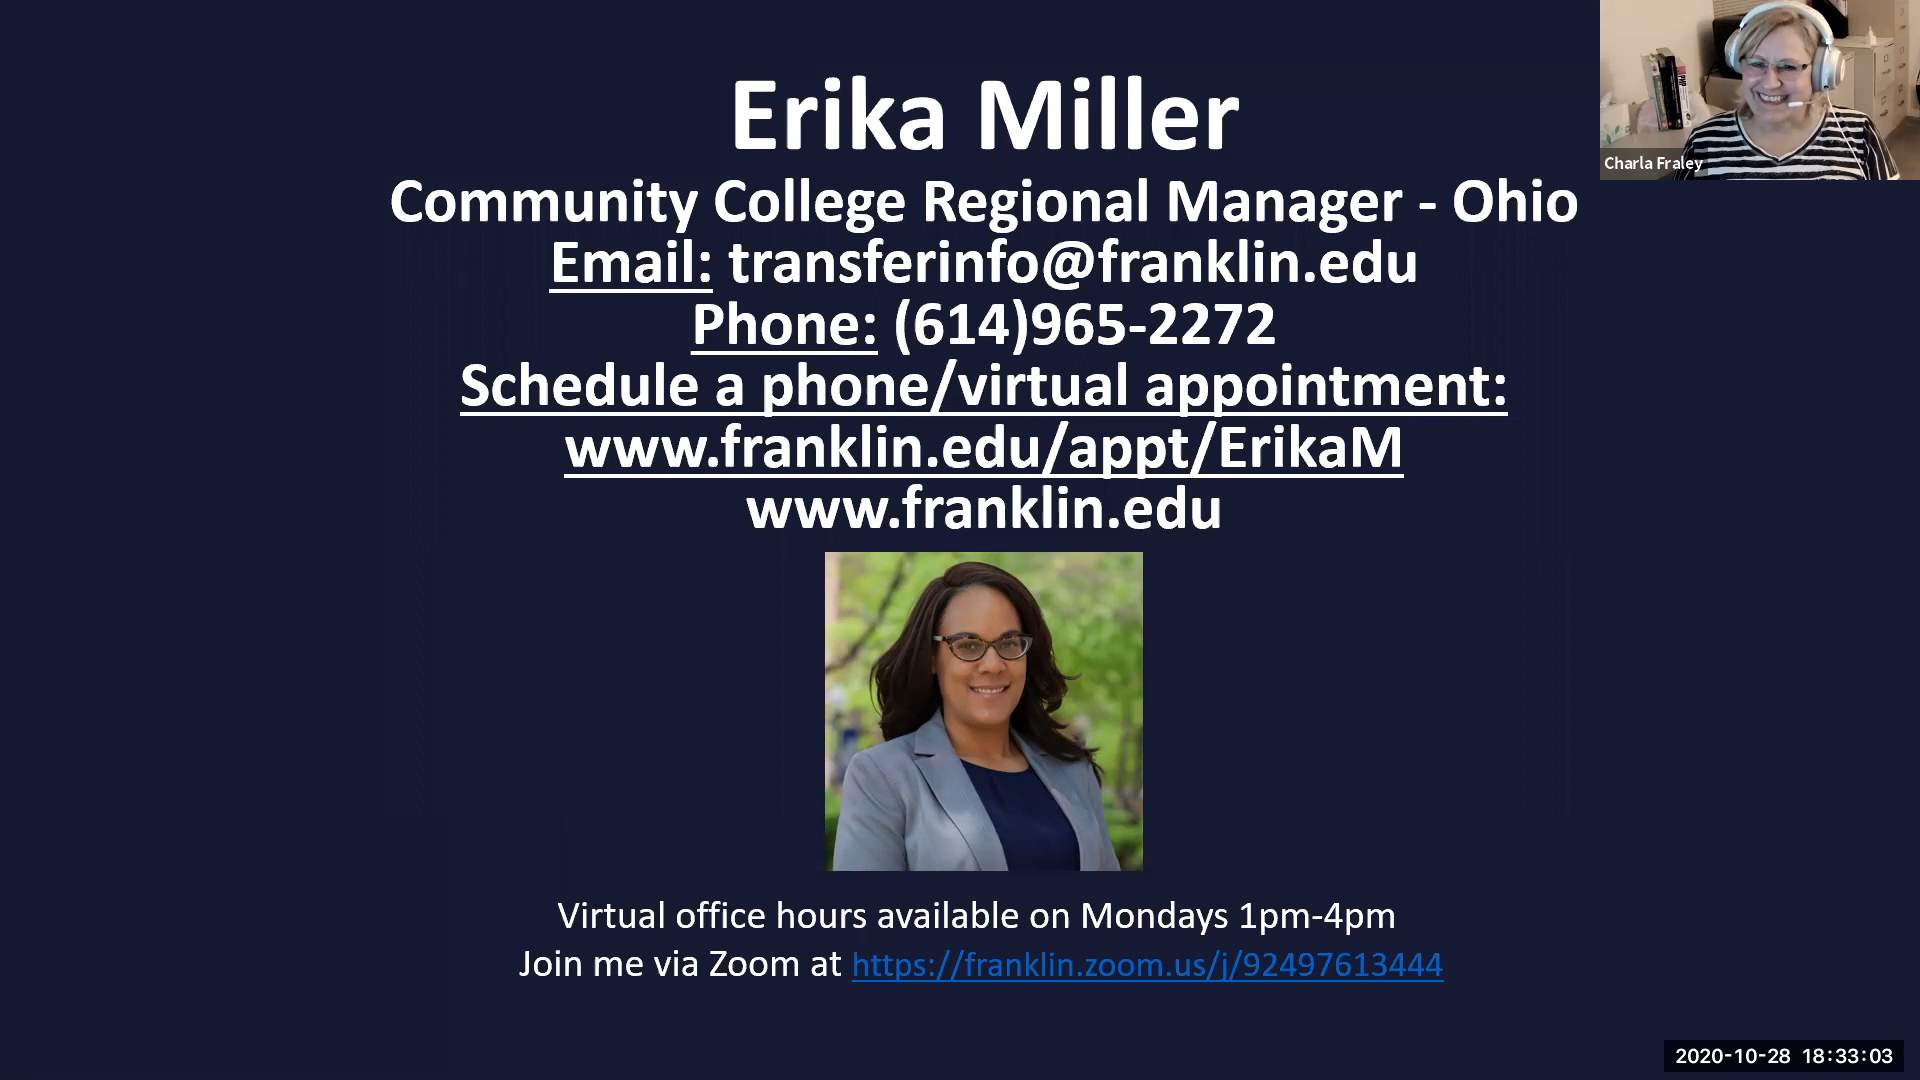 Erika Miller
Community College Regional Manager - Ohio
Email: transferinfo@franklin.edu
Phone: (614)965-2272
Schedule a phone/virtual appointment:
www.franklin.edu/appt/ErikaM
www.franklin.edu
Virtual office hours available on Mondays 1pm-4pm
Join me via Zoom at https://franklin.zoom.us/j/92497613444
Charla Fraley
2020-10-28 18:33:03